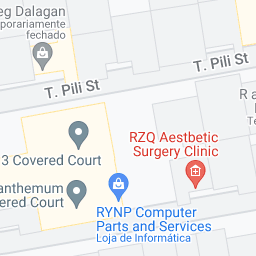 eg Dalagan
porariamente
fechado
T. Pili St
T. Pili St
R a
Te
RZQ Aestbetic
Surgery Clinic
3 Covered Court
anthemum
ered Court
RYNP Computer
Parts and Services
Loja de Informática